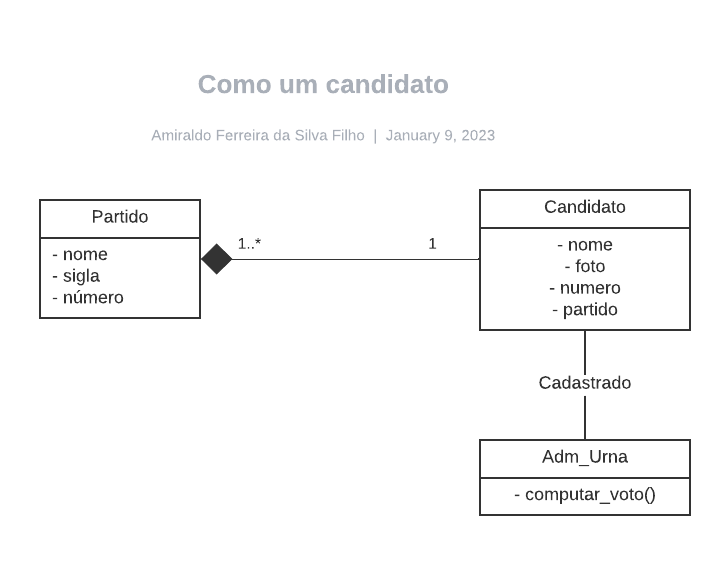 Como um candidato
Amiraldo Ferreira da Silva Filho | January 9, 2023
Partido
- nome
- sigla
- número
1..*
1
Candidato
- nome
- foto
- numero
- partido
Cadastrado
Adm_Urna
- computar_voto()